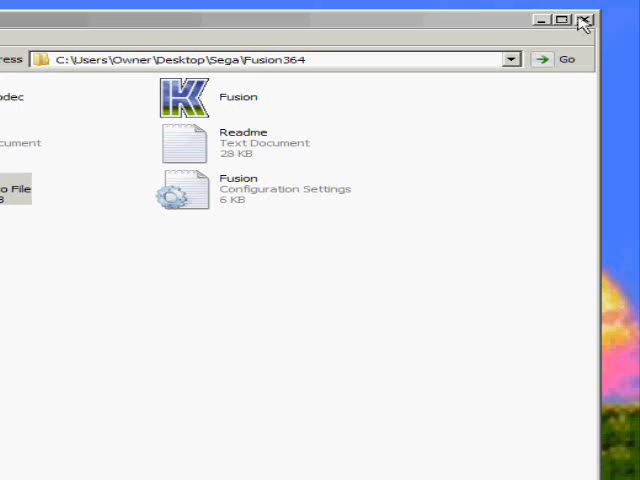 ress C:\Users\Owner\Desktop\Sega\Fusion364 Go
odec
Fusion
Readme
cument
Text Document
28 KB
Fusion
o File
Configuration Settings
6 KB